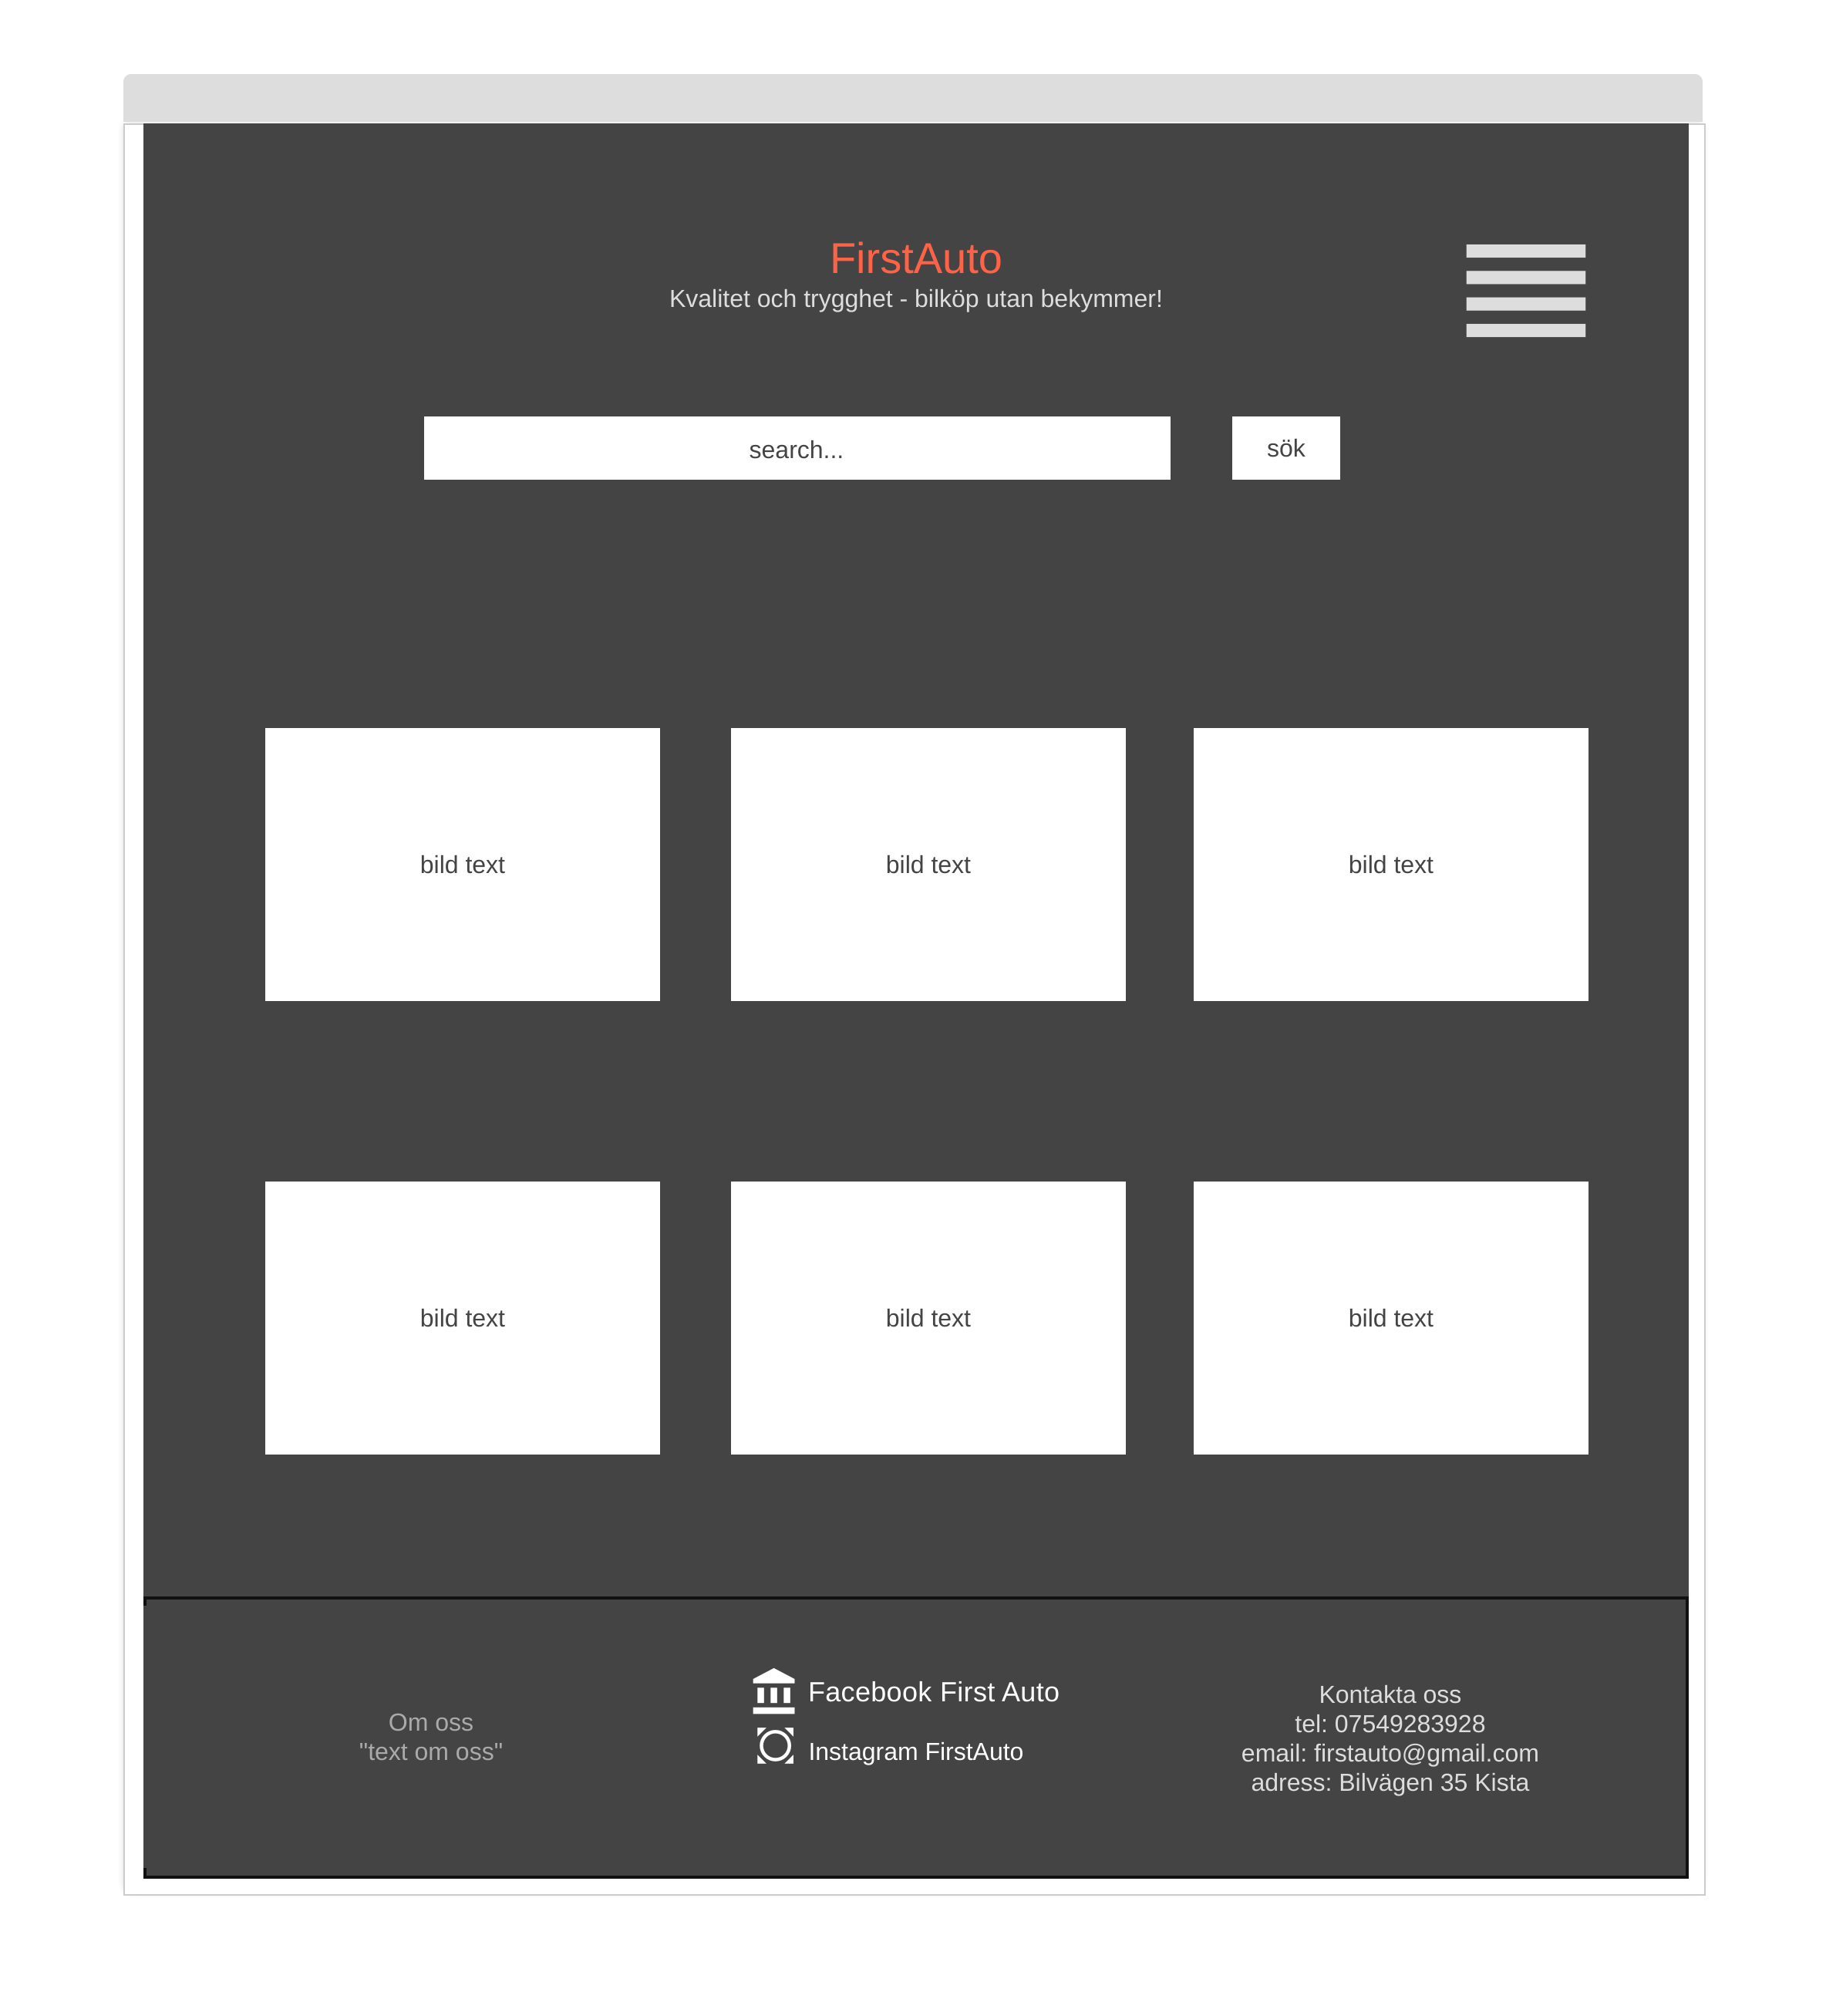 FirstAuto
Kvalitet och trygghet - bilköp utan bekymmer!
search...
sök
bild text
bild text
bild text
bild text
bild text
bild text
Om oss
"text om oss"
Facebook First Auto
Instagram FirstAuto
Kontakta oss
tel: 07549283928
email: firstauto@gmail.com
adress: Bilvägen 35 Kista